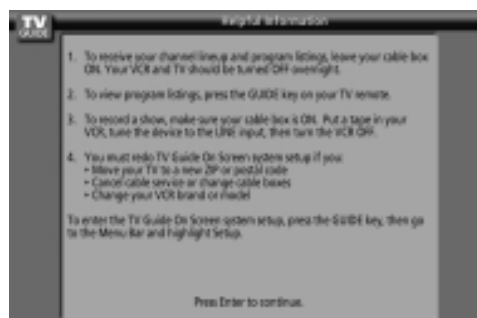 TV
GUIDE
Helpful Information
1. To receive your channel lineup and program listings, leave your cable box
ON. Your VCR and TV should be turned OFF overnight.
2. To view program listings, press the GUIDE key on your TV remote.
3. To record a show, make sure your cable box is ON. Put a tape in your
VCR, tune the device to the LINE input, then turn the VCR OFF.
4. You must redo TV Guide On Screen system setup if you:
• Move your TV to a new ZIP or postal code
• Cancel cable service or change cable boxes
• Change your VCR brand or model
To enter the TV Guide On Screen system setup, press the GUIDE key, then go
to the Menu Bar and highlight Setup.
Press Enter to continue.